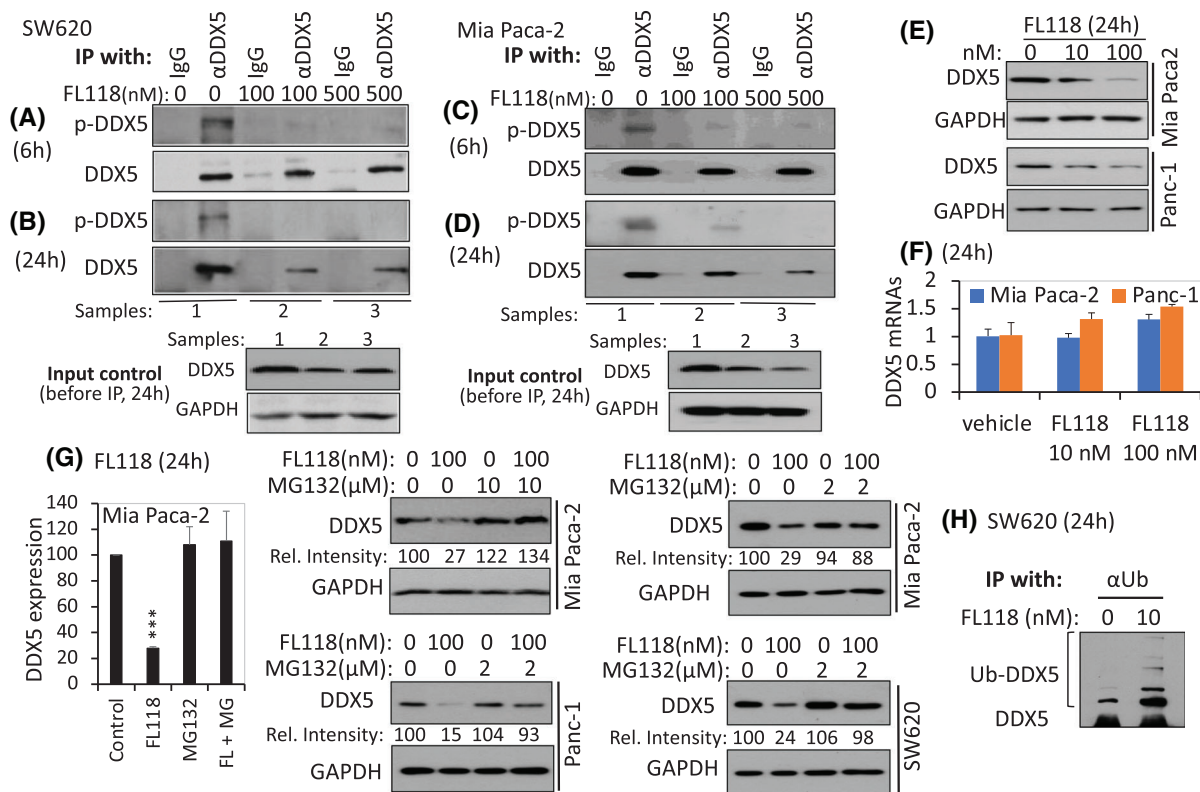 SW620
IP with: IgG αDDX5 IgG αDDX5 IgG αDDX5
FL118(nM): 0 0 100 100 500 500
(A) p-DDX5
(6h)
DDX5
(B) p-DDX5
(24h)
DDX5
Samples: 1 2 3
Samples: 1 2 3
Input control DDX5
(before IP, 24h)
GAPDH
Mia Paca-2
IP with: IgG αDDX5 IgG αDDX5 IgG αDDX5
FL118(nM): 0 0 100 100 500 500
(C) p-DDX5
(6h)
DDX5
(D) p-DDX5
(24h)
DDX5
Samples: 1 2 3
Samples: 1 2 3
Input control DDX5
(before IP, 24h)
GAPDH
(E) FL118 (24h)
nM: 0 10 100
DDX5
GAPDH
Mia Paca2
DDX5
GAPDH
Panc-1
(F) (24h)
DDX5 mRNAs
2
1.5
1
0.5
0
Mia Paca-2 Panc-1
vehicle FL118 FL118
10 nM 100 nM
(G) FL118 (24h)
DDX5 expression
140
120
100
80
60
40
20
0
Mia Paca-2
***
Control FL118 MG132 FL + MG
FL118(nM): 0 100 0 100
MG132(µM): 0 0 10 10
DDX5
Rel. Intensity: 100 27 122 134
GAPDH
Mia Paca-2
FL118(nM): 0 100 0 100
MG132(µM): 0 0 2 2
DDX5
Rel. Intensity: 100 29 94 88
GAPDH
Mia Paca-2
FL118(nM): 0 100 0 100
MG132(µM): 0 0 2 2
DDX5
Rel. Intensity: 100 15 104 93
GAPDH
Panc-1
FL118(nM): 0 100 0 100
MG132(µM): 0 0 2 2
DDX5
Rel. Intensity: 100 24 106 98
GAPDH
SW620
(H) SW620 (24h)
IP with: αUb
FL118 (nM) 0 10
Ub-DDX5
DDX5